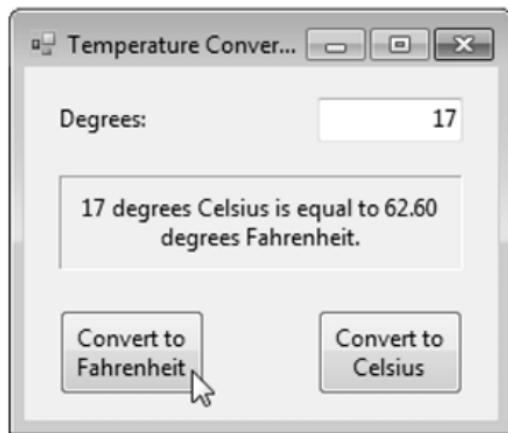 Temperature Conver...
Degrees: 17
17 degrees Celsius is equal to 62.60
degrees Fahrenheit.
Convert to Convert to
Fahrenheit Celsius